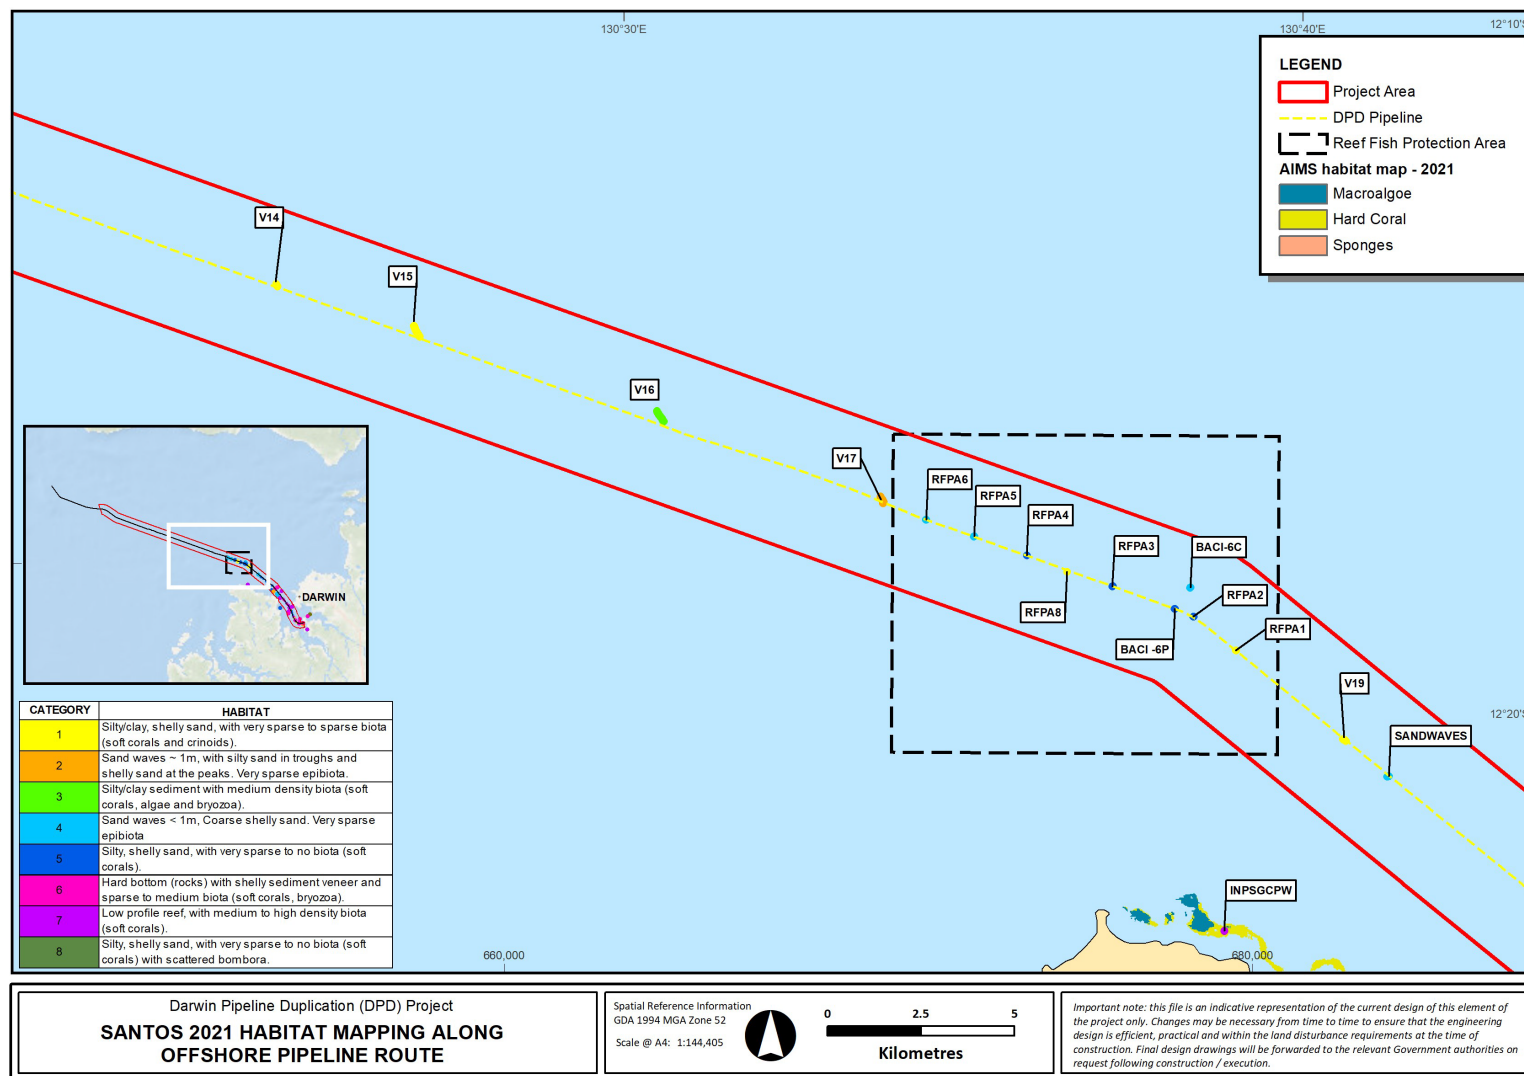 130°30'E
130°40'E
12°10'S
LEGEND
Project Area
DPD Pipeline
Reef Fish Protection Area
AIMS habitat map - 2021
Macroalgoe
Hard Coral
Sponges
V14
V15
V16
V17
RFPA6
RFPA5
RFPA4
RFPA3
BACI-6C
RFPA2
RFPA8
RFPA1
BACI -6P
V19
12°20'S
SANDWAVES
INPSGCPW
DARWIN
CATEGORY HABITAT
1 Silty/clay, shelly sand, with very sparse to sparse biota
(soft corals and crinoids).
2 Sand waves ~ 1m, with silty sand in troughs and
shelly sand at the peaks. Very sparse epibiota.
3 Silty/clay sediment with medium density biota (soft
corals, algae and bryozoa).
4 Sand waves < 1m, Coarse shelly sand. Very sparse
epibiota
5 Silty, shelly sand, with very sparse to no biota (soft
corals).
6 Hard bottom (rocks) with shelly sediment veneer and
sparse to medium biota (soft corals, bryozoa).
7 Low profile reef, with medium to high density biota
(soft corals).
8 Silty, shelly sand, with very sparse to no biota (soft
corals) with scattered bombora.
660,000
680,000
Darwin Pipeline Duplication (DPD) Project
SANTOS 2021 HABITAT MAPPING ALONG
OFFSHORE PIPELINE ROUTE
Spatial Reference Information
GDA 1994 MGA Zone 52
Scale @ A4: 1:144,405
0 2.5 5
Kilometres
Important note: this file is an indicative representation of the current design of this element of
the project only. Changes may be necessary from time to time to ensure that the engineering
design is efficient, practical and within the land disturbance requirements at the time of
construction. Final design drawings will be forwarded to the relevant Government authorities on
request following construction / execution.